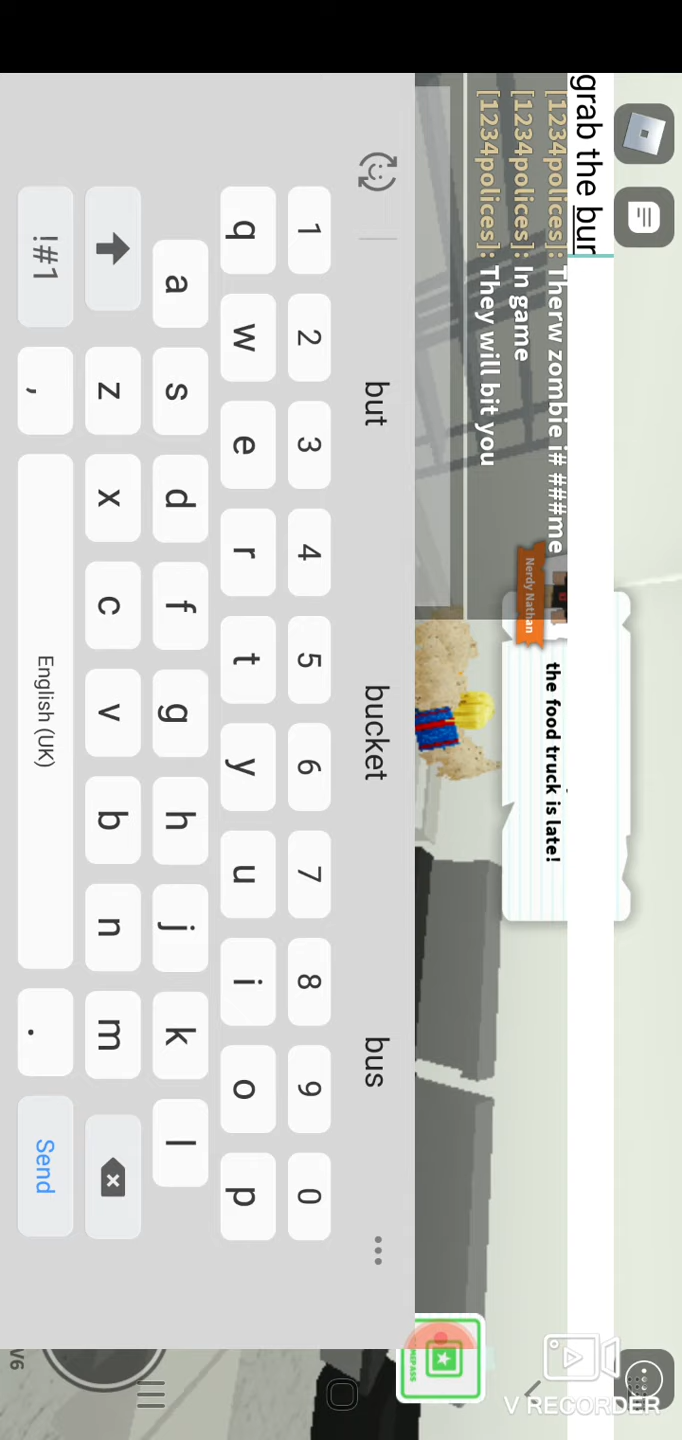 grab the bur
[1234polices]: Therw zombie i# ###me
[1234polices]: In game
[1234polices]: They will bit you
Nerdy Nathan
the food truck is late!
but bucket bus
1 2 3 4 5 6 7 8 9 0
q w e r t y u i o p
a s d f g h j k l
z x c v b n m
!#1 , English (UK) . Send
V RECORDER
V6